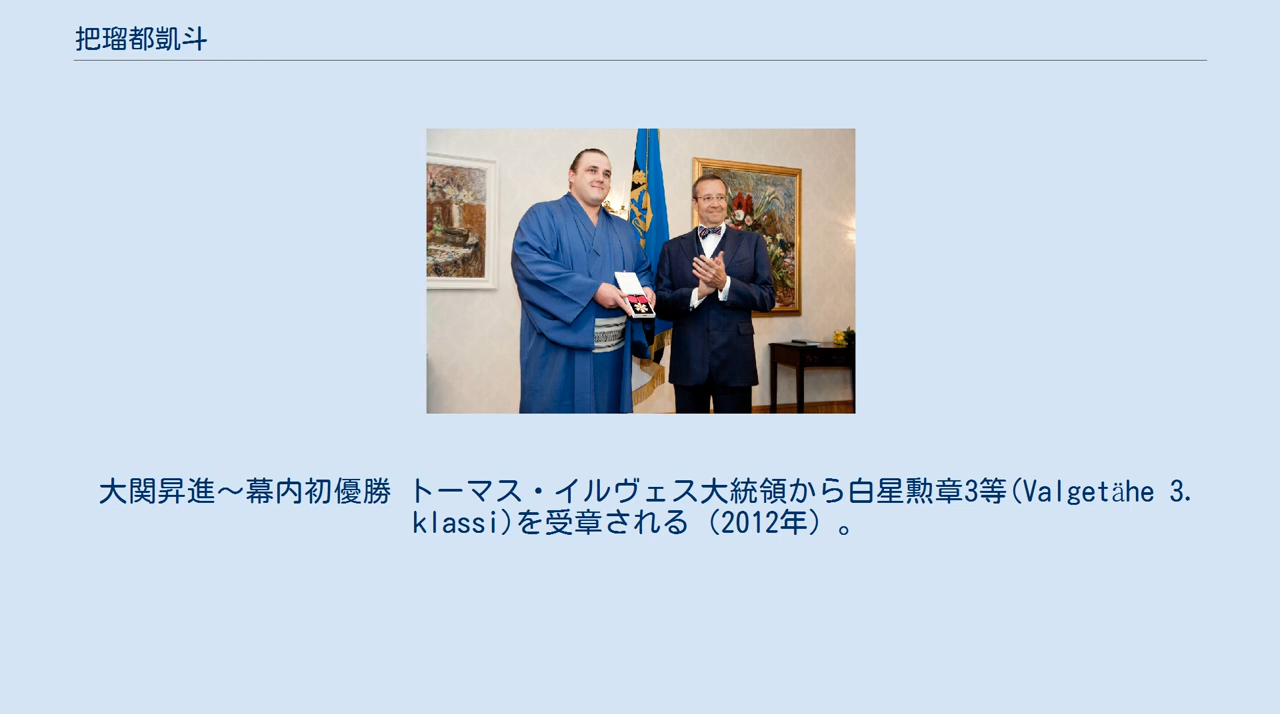 把瑠都凱斗
大関昇進〜幕内初優勝 トーマス・イルヴェス大統領から白星勲章3等(Valgetähe 3.
klassi)を受章される（2012年）。